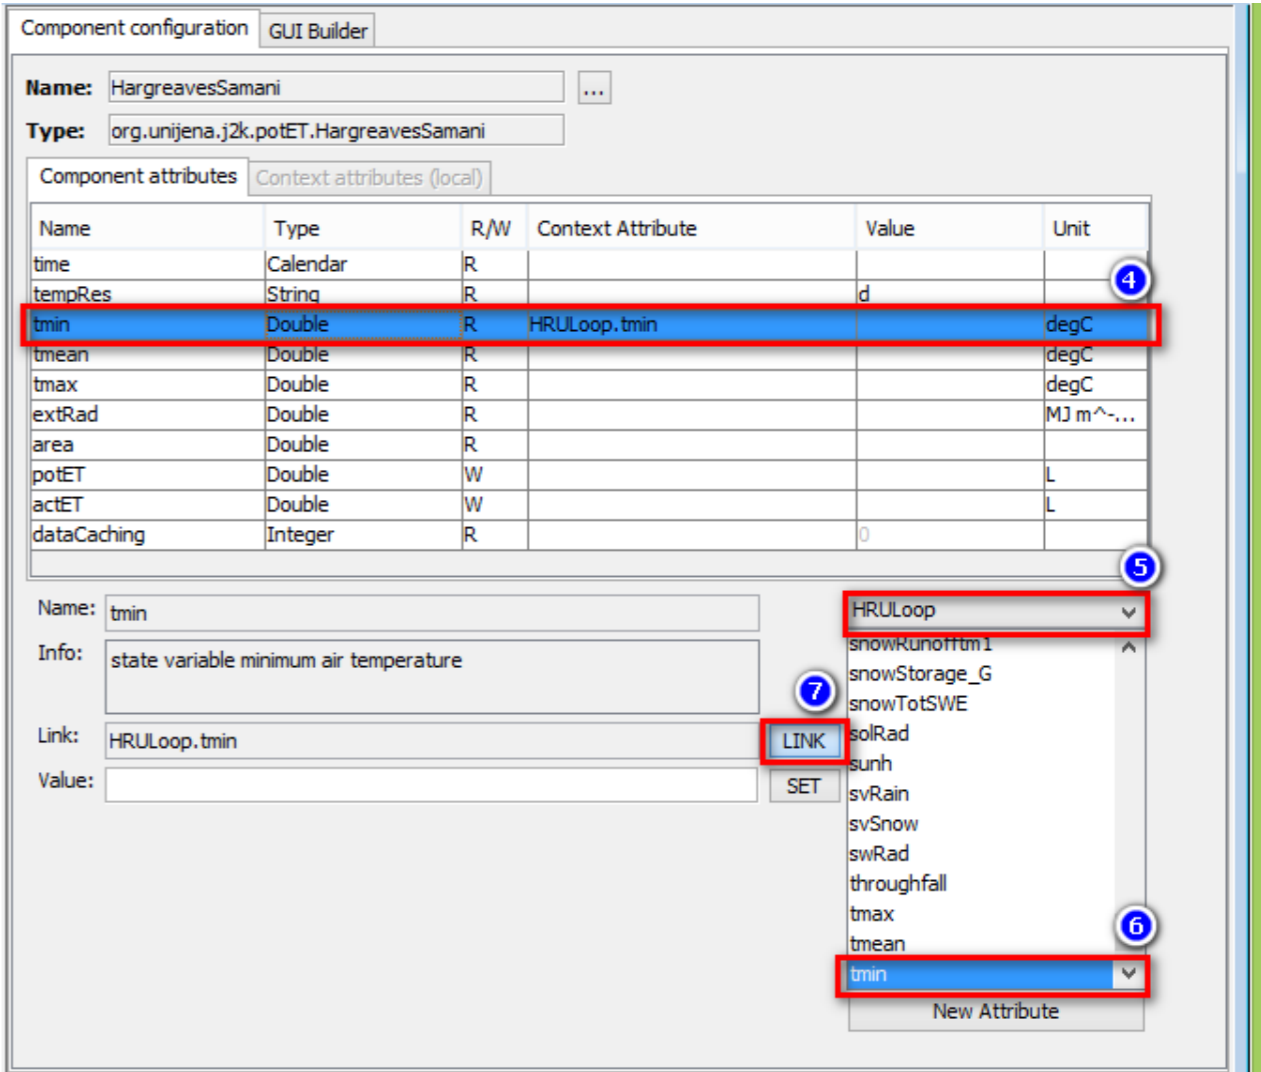 Component configuration GUI Builder
Name: HargreavesSamani ...
Type: org.unijena.j2k.potET.HargreavesSamani
Component attributes Context attributes (local)
Name Type R/W Context Attribute Value Unit
time Calendar R
4
tempRes String R d
tmin Double R HRULoop.tmin degC
tmean Double R degC
tmax Double R degC
extRad Double R MJ m^-...
area Double R
potET Double W L
actET Double W L
dataCaching Integer R 0
5
Name: tmin HRULoop
snowRunofftm1
Info: state variable minimum air temperature
snowStorage_G
7
snowTotSWE
Link: HRULoop.tmin LINK solRad
sunh
Value: SET svRain
svSnow
swRad
throughfall
tmax
6
tmean
tmin
New Attribute